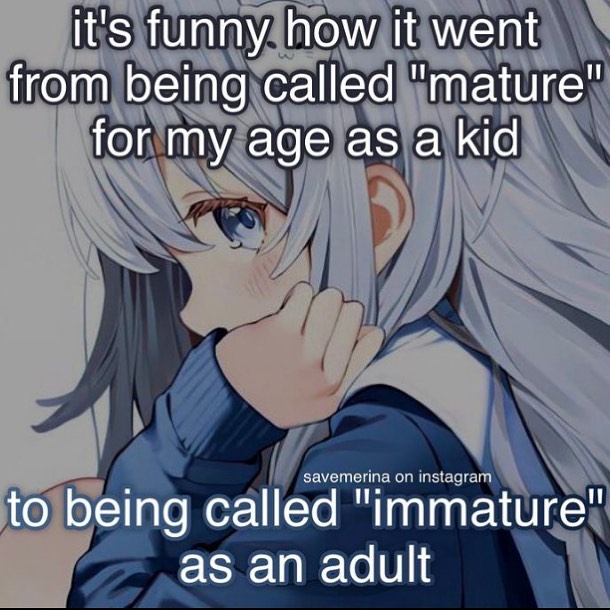 it's funny how it went
from being called "mature"
for my age as a kid
savemerina on instagram
to being called "immature"
as an adult